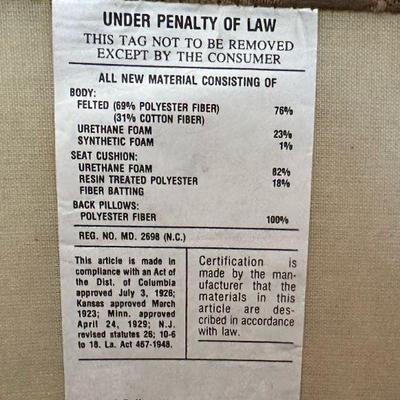 UNDER PENALTY OF LAW
THIS TAG NOT TO BE REMOVED
EXCEPT BY THE CONSUMER
ALL NEW MATERIAL CONSISTING OF
BODY:
FELTED (69% POLYESTER FIBER) 76%
(31% COTTON FIBER)
URETHANE FOAM 23%
SYNTHETIC FOAM 1%
SEAT CUSHION:
URETHANE FOAM 82%
RESIN TREATED POLYESTER 18%
FIBER BATTING
BACK PILLOWS:
POLYESTER FIBER 100%
REG. NO. MD. 2698 (N.C.)
This article is made in
compliance with an Act of
the Dist. of Columbia
approved July 3, 1926;
Kansas approved March
1923; Minn. approved
April 24, 1929; N.J.
revised statutes 26; 10-6
to 18. La. Act 467-1948.
Certification is
made by the man-
ufacturer that the
materials in this
article are des-
cribed in accordance
with law.